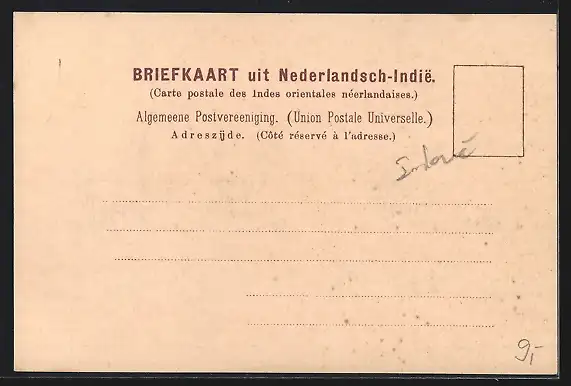 BRIEFKAART uit Nederlandsch-Indië.
(Carte postale des Indes orientales néerlandaises.)
Algemeene Postvereeniging. (Union Postale Universelle.)
Adreszijde. (Côté réservé à l'adresse.)
9,-